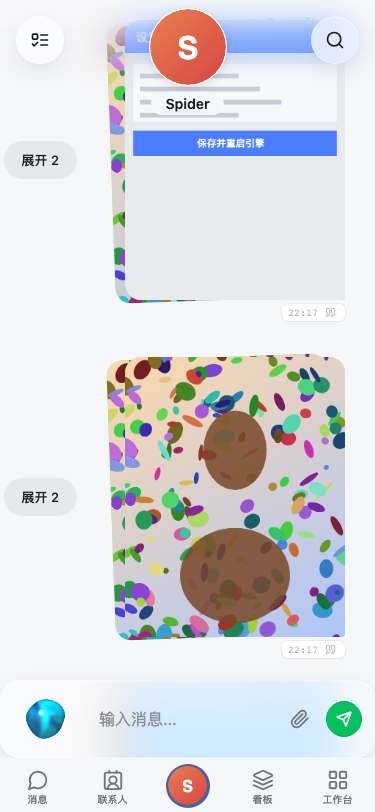 S
Spider
保存并重启引擎
展开 2
22:17
展开 2
22:17
输入消息...
消息
联系人
S
看板
工作台